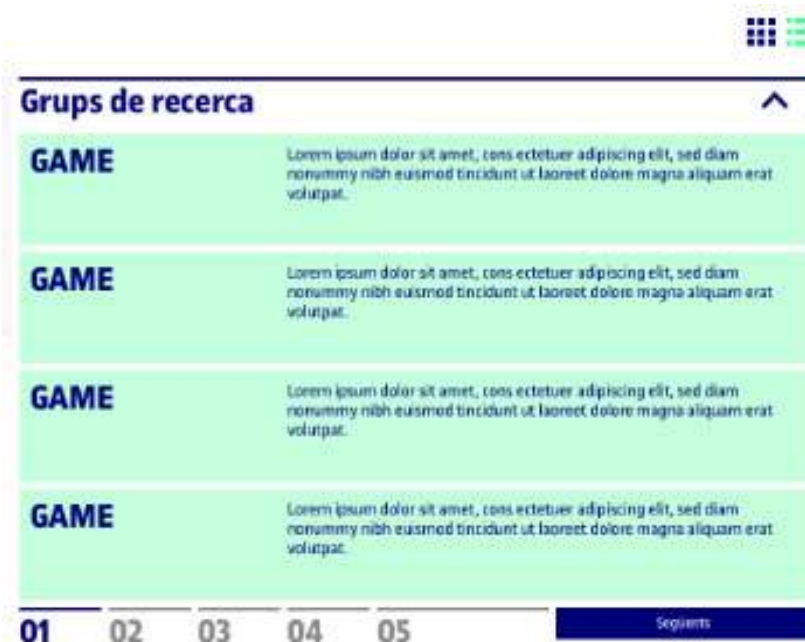 Grups de recerca
GAME
Lorem ipsum dolor sit amet, cons ectetuer adipiscing elit, sed diam
nonummy nibh euismod tincidunt ut laoreet dolore magna aliquam erat
volutpat.
GAME
Lorem ipsum dolor sit amet, cons ectetuer adipiscing elit, sed diam
nonummy nibh euismod tincidunt ut laoreet dolore magna aliquam erat
volutpat.
GAME
Lorem ipsum dolor sit amet, cons ectetuer adipiscing elit, sed diam
nonummy nibh euismod tincidunt ut laoreet dolore magna aliquam erat
volutpat.
GAME
Lorem ipsum dolor sit amet, cons ectetuer adipiscing elit, sed diam
nonummy nibh euismod tincidunt ut laoreet dolore magna aliquam erat
volutpat.
01 02 03 04 05 Següents